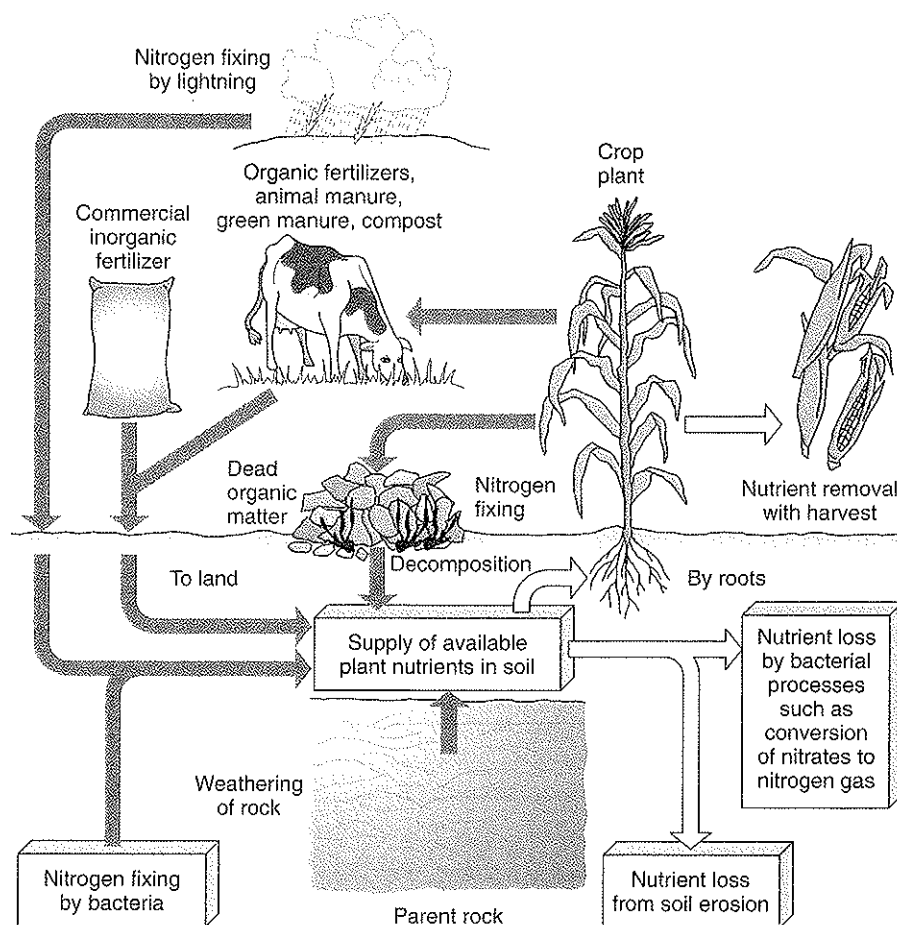 Nitrogen fixing
by lightning
Organic fertilizers,
animal manure,
green manure, compost
Crop
plant
Commercial
inorganic
fertilizer
Dead
organic
matter
Nitrogen
fixing
Nutrient removal
with harvest
To land
Decomposition
By roots
Supply of available
plant nutrients in soil
Nutrient loss
by bacterial
processes
such as
conversion
of nitrates to
nitrogen gas
Weathering
of rock
Nitrogen fixing
by bacteria
Parent rock
Nutrient loss
from soil erosion